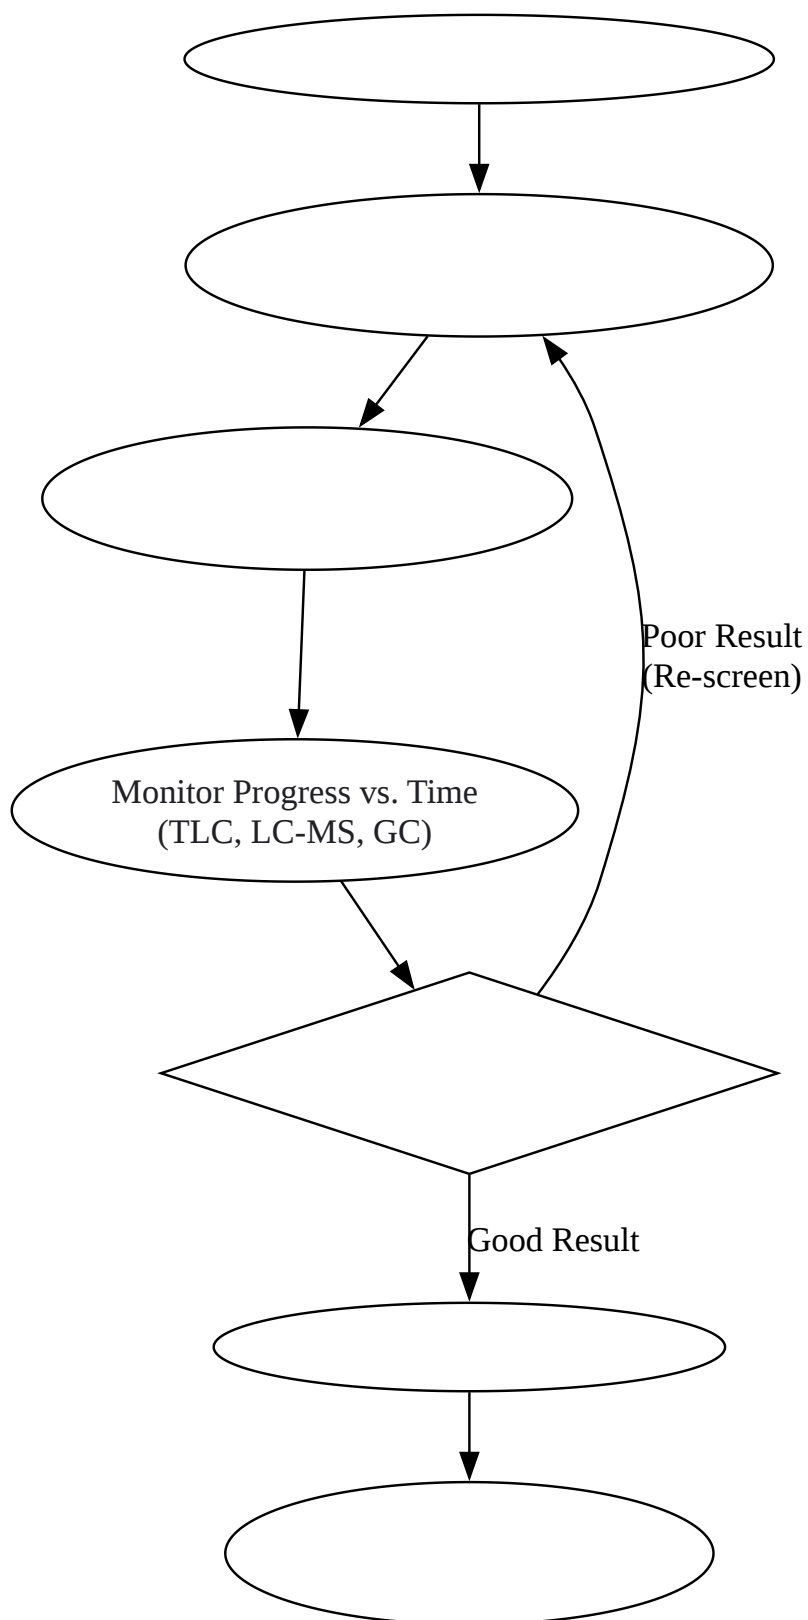 Poor Result
(Re-screen)
Monitor Progress vs. Time
(TLC, LC-MS, GC)
Good Result